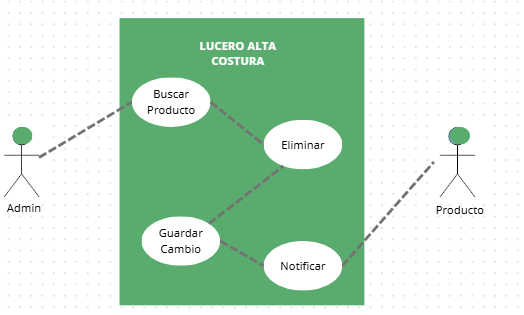 LUCERO ALTA
COSTURA
Buscar
Producto
Eliminar
Admin
Producto
Guardar
Cambio
Notificar